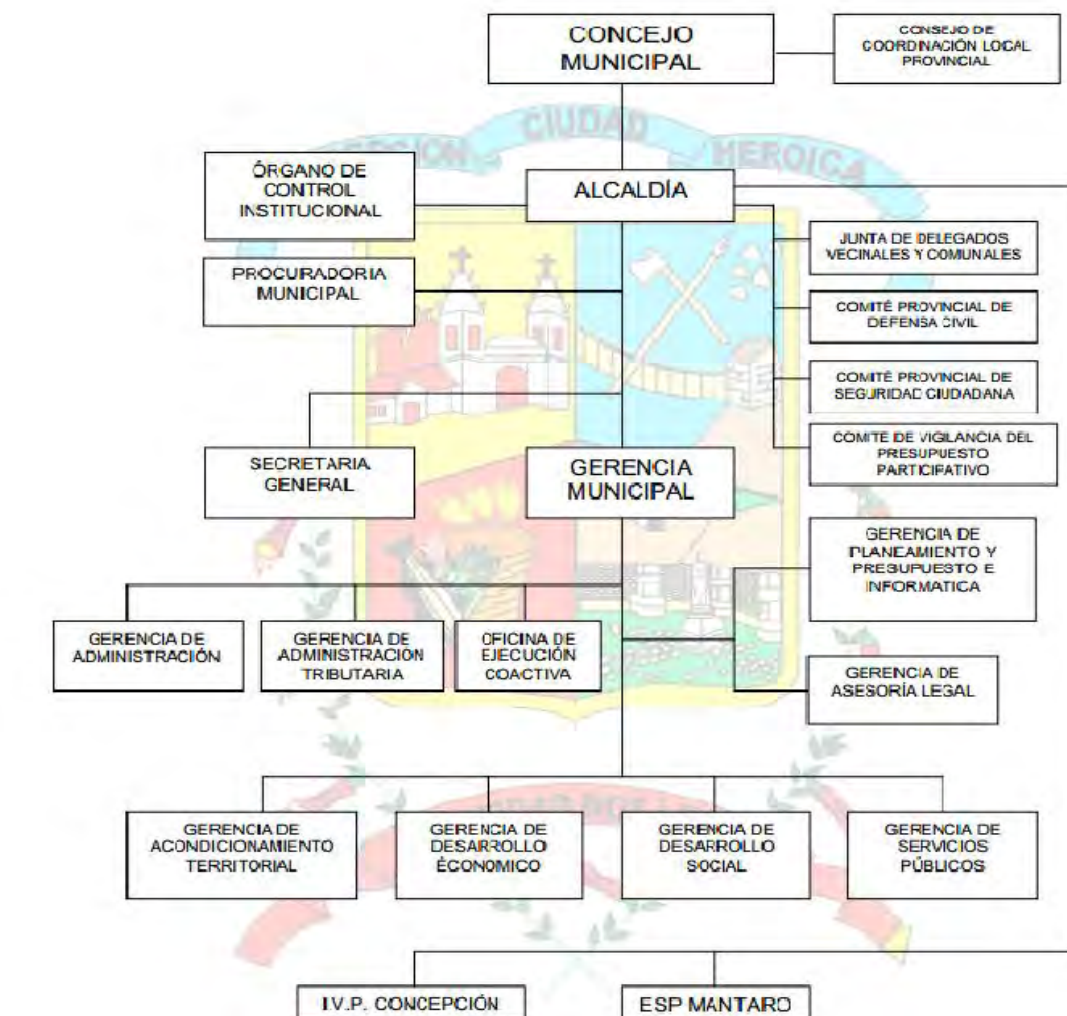 CONCEJO
MUNICIPAL
CONSEJO DE
COORDINACIÓN LOCAL
PROVINCIAL
CIUDAD
HEROICA
ÓRGANO DE
CONTROL
INSTITUCIONAL
ALCALDÍA
JUNTA DE DELEGADOS
VECINALES Y COMUNALES
PROCURADORIA
MUNICIPAL
COMITÉ PROVINCIAL DE
DEFENSA CIVIL
COMITÉ PROVINCIAL DE
SEGURIDAD CIUDADANA
COMITE DE VIGILANCIA DEL
PRESUPUESTO
PARTICIPATIVO
SECRETARIA
GENERAL
GERENCIA
MUNICIPAL
GERENCIA DE
PLANEAMIENTO Y
PRESUPUESTO E
INFORMATICA
GERENCIA DE
ADMINISTRACIÓN
GERENCIA DE
ADMINISTRACIÓN
TRIBUTARIA
OFICINA DE
EJECUCIÓN
COACTIVA
GERENCIA DE
ASESORÍA LEGAL
GERENCIA DE
ACONDICIONAMIENTO
TERRITORIAL
GERENCIA DE
DESARROLLO
ÉCONOMICO
GERENCIA DE
DESARROLLO
SOCIAL
GERENCIA DE
SERVICIOS
PÚBLICOS
I.V.P. CONCEPCIÓN
ESP MANTARO